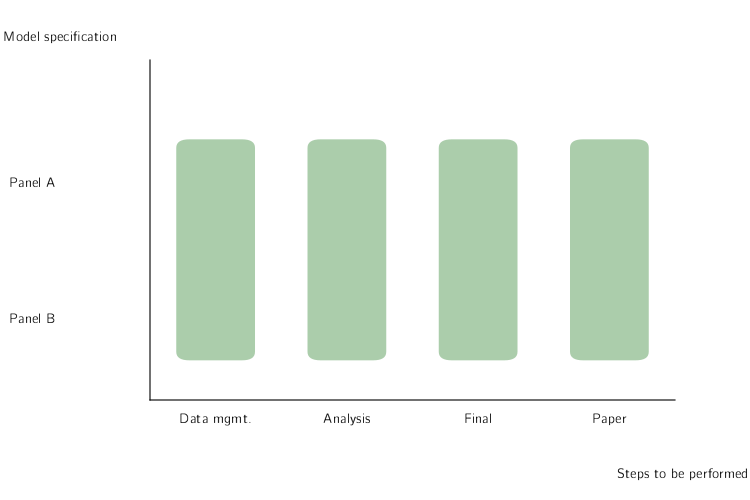 Model specification
Panel A
Panel B
Data mgmt.
Analysis
Final
Paper
Steps to be performed